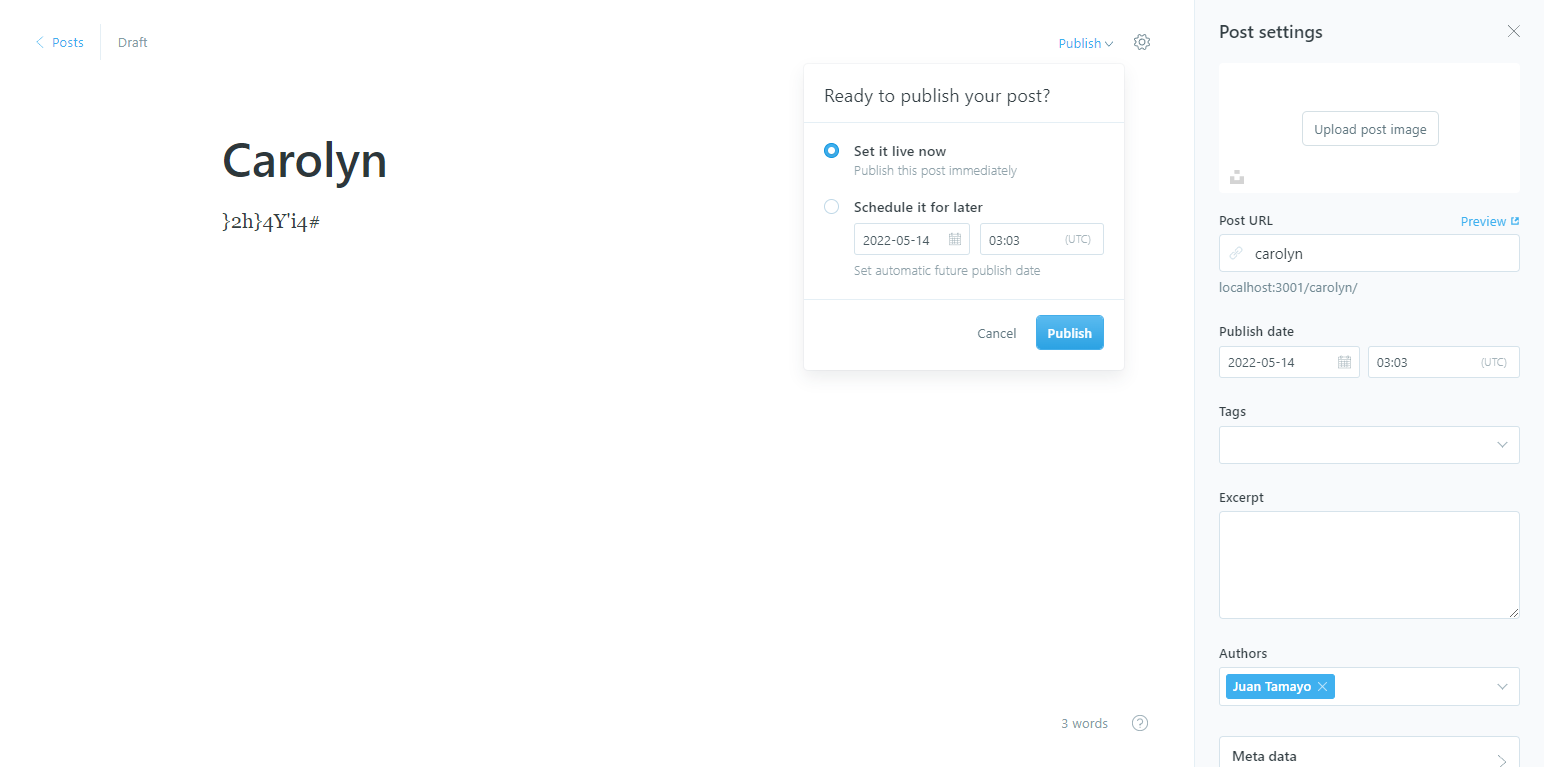 Posts
Draft
Publish
Ready to publish your post?
Set it live now
Publish this post immediately
Schedule it for later
2022-05-14
03:03 (UTC)
Set automatic future publish date
Cancel
Publish
Carolyn
}2h}4Y'i4#
3 words
Post settings
Upload post image
Post URL
Preview
carolyn
localhost:3001/carolyn/
Publish date
2022-05-14
03:03 (UTC)
Tags
Excerpt
Authors
Juan Tamayo
Meta data